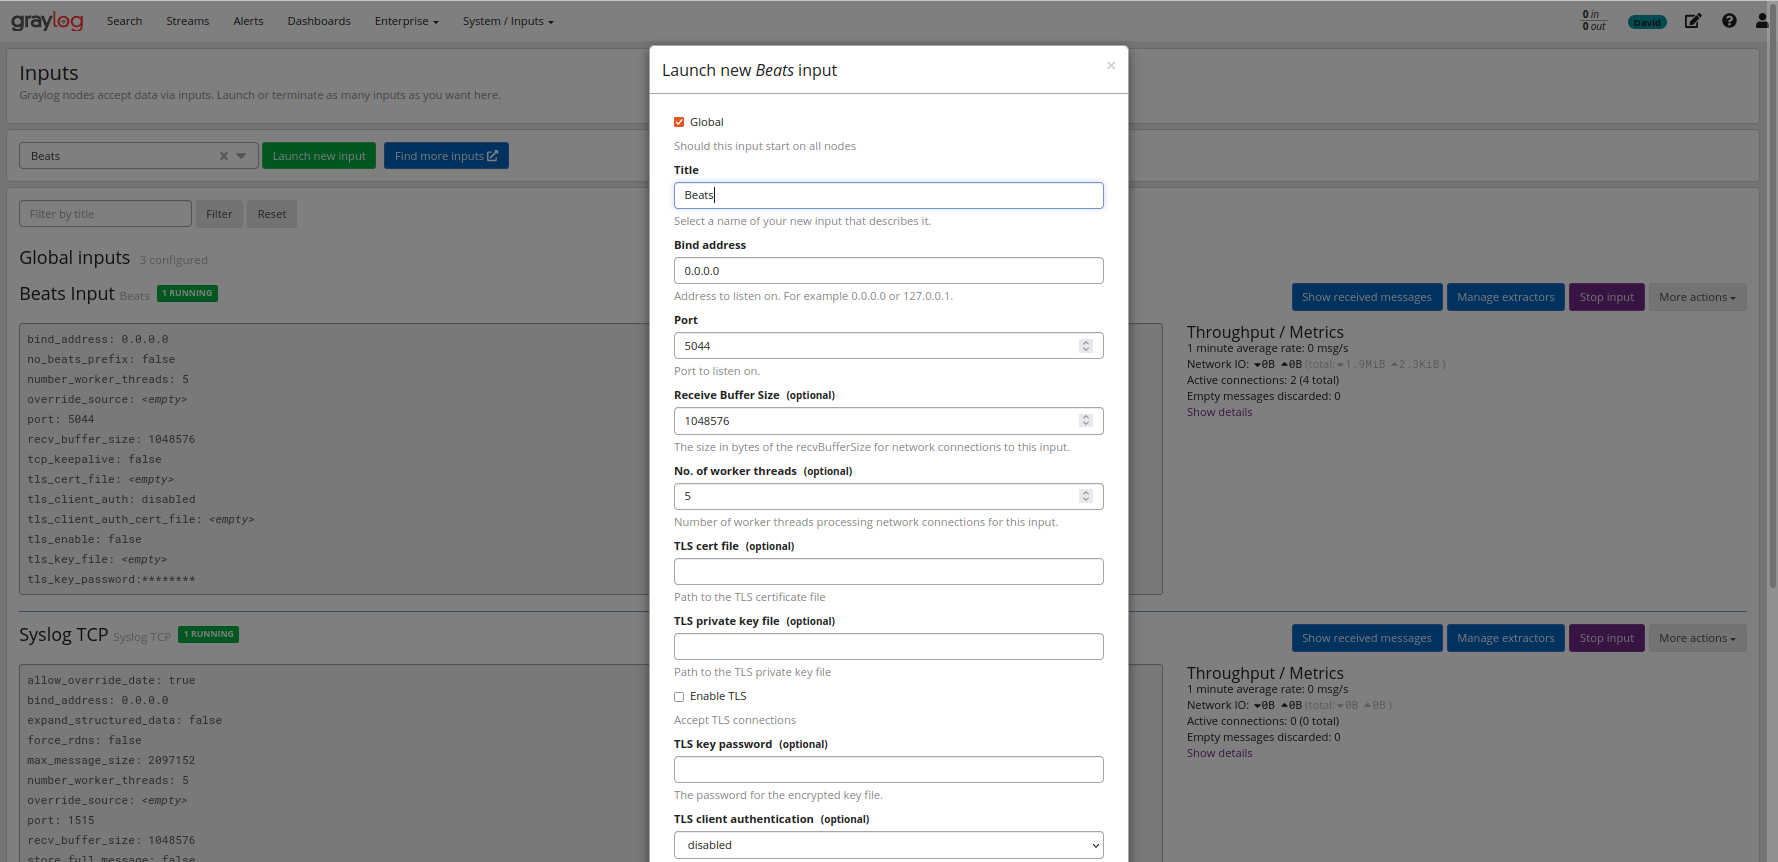 graylog Search Streams Alerts Dashboards Enterprise System / Inputs 0 in 0 out David
Launch new Beats input ×
Inputs
Graylog nodes accept data via inputs. Launch or terminate as many inputs as you want here.
Beats × Launch new input Find more inputs
Filter by title Filter Reset
Global inputs 3 configured
Beats Input Beats 1 RUNNING
Show received messages Manage extractors Stop input More actions
bind_address: 0.0.0.0
no_beats_prefix: false
number_worker_threads: 5
override_source: <empty>
port: 5044
recv_buffer_size: 1048576
tcp_keepalive: false
tls_cert_file: <empty>
tls_client_auth: disabled
tls_client_auth_cert_file: <empty>
tls_enable: false
tls_key_file: <empty>
tls_key_password:********
Throughput / Metrics
1 minute average rate: 0 msg/s
Network IO: ▾0B ▴0B (total: ▾1.9MiB ▴2.3KiB )
Active connections: 2 (4 total)
Empty messages discarded: 0
Show details
Syslog TCP Syslog TCP 1 RUNNING
Show received messages Manage extractors Stop input More actions
allow_override_date: true
bind_address: 0.0.0.0
expand_structured_data: false
force_rdns: false
max_message_size: 2097152
number_worker_threads: 5
override_source: <empty>
port: 1515
recv_buffer_size: 1048576
store_full_message: false
Throughput / Metrics
1 minute average rate: 0 msg/s
Network IO: ▾0B ▴0B (total: ▾0B ▴0B )
Active connections: 0 (0 total)
Empty messages discarded: 0
Show details
Global
Should this input start on all nodes
Title
Beats
Select a name of your new input that describes it.
Bind address
0.0.0.0
Address to listen on. For example 0.0.0.0 or 127.0.0.1.
Port
5044
Port to listen on.
Receive Buffer Size (optional)
1048576
The size in bytes of the recvBufferSize for network connections to this input.
No. of worker threads (optional)
5
Number of worker threads processing network connections for this input.
TLS cert file (optional)
Path to the TLS certificate file
TLS private key file (optional)
Path to the TLS private key file
Enable TLS
Accept TLS connections
TLS key password (optional)
The password for the encrypted key file.
TLS client authentication (optional)
disabled